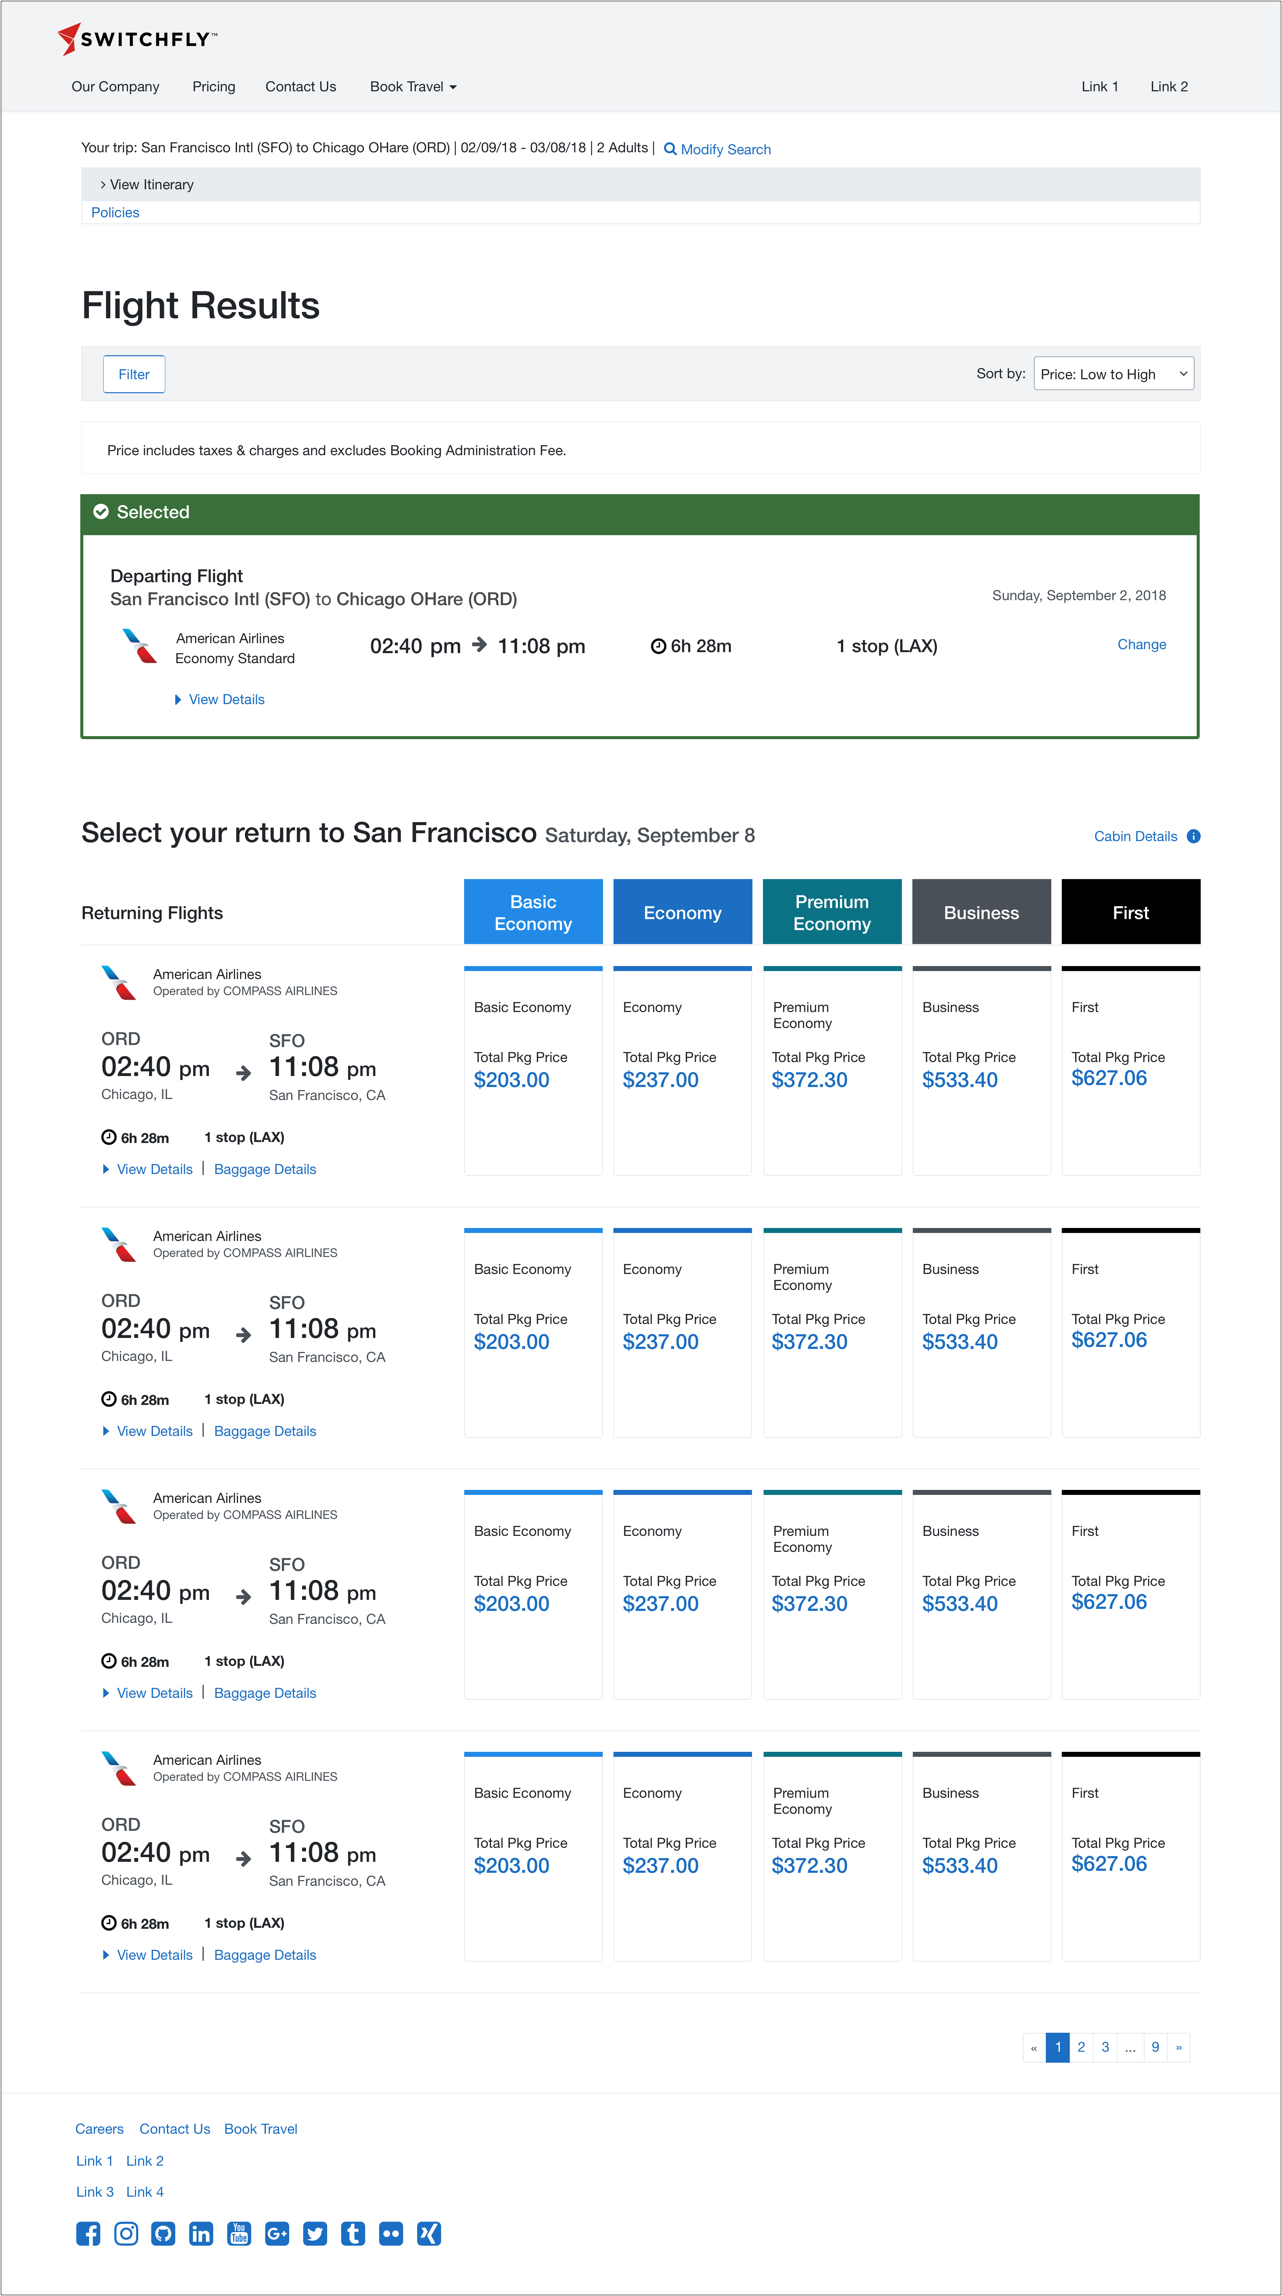 SWITCHFLY™
Our Company Pricing Contact Us Book Travel Link 1 Link 2
Your trip: San Francisco Intl (SFO) to Chicago OHare (ORD) | 02/09/18 - 03/08/18 | 2 Adults | Modify Search
> View Itinerary
Policies
Flight Results
Filter Sort by: Price: Low to High
Price includes taxes & charges and excludes Booking Administration Fee.
Selected
Departing Flight
San Francisco Intl (SFO) to Chicago OHare (ORD) Sunday, September 2, 2018
American Airlines
Economy Standard
02:40 pm → 11:08 pm 6h 28m 1 stop (LAX) Change
View Details
Select your return to San Francisco Saturday, September 8 Cabin Details i
Returning Flights
Basic
Economy
Economy
Premium
Economy
Business
First
American Airlines
Operated by COMPASS AIRLINES
ORD SFO
02:40 pm → 11:08 pm
Chicago, IL San Francisco, CA
6h 28m 1 stop (LAX)
View Details | Baggage Details
Basic Economy
Total Pkg Price
$203.00
Economy
Total Pkg Price
$237.00
Premium
Economy
Total Pkg Price
$372.30
Business
Total Pkg Price
$533.40
First
Total Pkg Price
$627.06
American Airlines
Operated by COMPASS AIRLINES
ORD SFO
02:40 pm → 11:08 pm
Chicago, IL San Francisco, CA
6h 28m 1 stop (LAX)
View Details | Baggage Details
Basic Economy
Total Pkg Price
$203.00
Economy
Total Pkg Price
$237.00
Premium
Economy
Total Pkg Price
$372.30
Business
Total Pkg Price
$533.40
First
Total Pkg Price
$627.06
American Airlines
Operated by COMPASS AIRLINES
ORD SFO
02:40 pm → 11:08 pm
Chicago, IL San Francisco, CA
6h 28m 1 stop (LAX)
View Details | Baggage Details
Basic Economy
Total Pkg Price
$203.00
Economy
Total Pkg Price
$237.00
Premium
Economy
Total Pkg Price
$372.30
Business
Total Pkg Price
$533.40
First
Total Pkg Price
$627.06
American Airlines
Operated by COMPASS AIRLINES
ORD SFO
02:40 pm → 11:08 pm
Chicago, IL San Francisco, CA
6h 28m 1 stop (LAX)
View Details | Baggage Details
Basic Economy
Total Pkg Price
$203.00
Economy
Total Pkg Price
$237.00
Premium
Economy
Total Pkg Price
$372.30
Business
Total Pkg Price
$533.40
First
Total Pkg Price
$627.06
« 1 2 3 ... 9 »
Careers Contact Us Book Travel
Link 1 Link 2
Link 3 Link 4
in You Tube G+ t